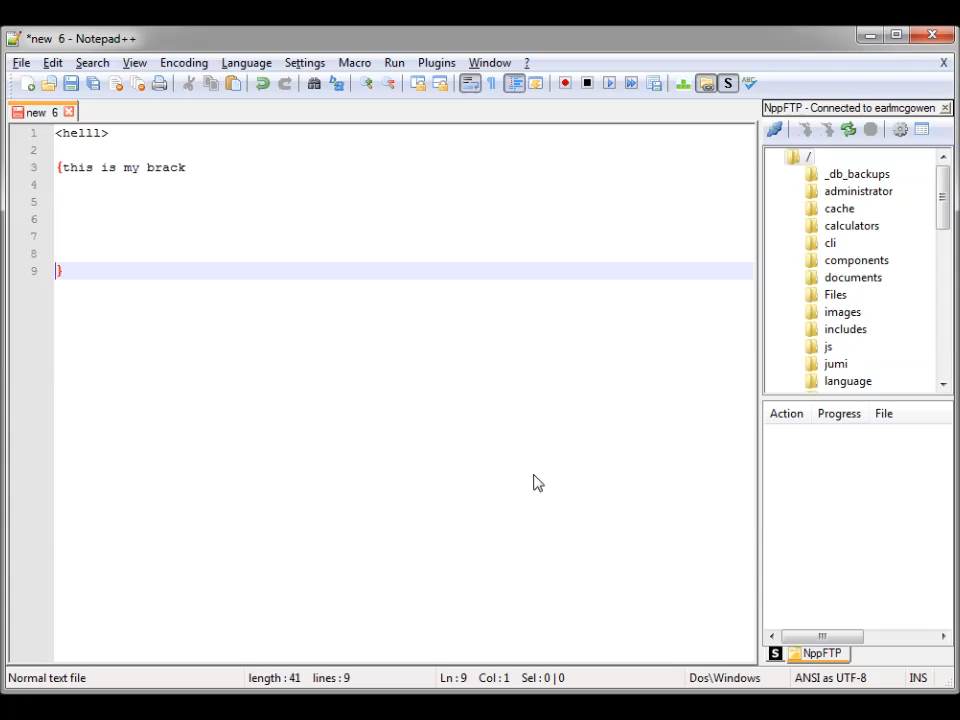 *new 6 - Notepad++
File Edit Search View Encoding Language Settings Macro Run Plugins Window ? X
new 6
NppFTP - Connected to earlmcgowen
1 <helll>
2
3 {this is my brack
4
5
6
7
8
9 }
/
_db_backups
administrator
cache
calculators
cli
components
documents
Files
images
includes
js
jumi
language
Action Progress File
S NppFTP
Normal text file length : 41 lines : 9 Ln : 9 Col : 1 Sel : 0 | 0 Dos\Windows ANSI as UTF-8 INS